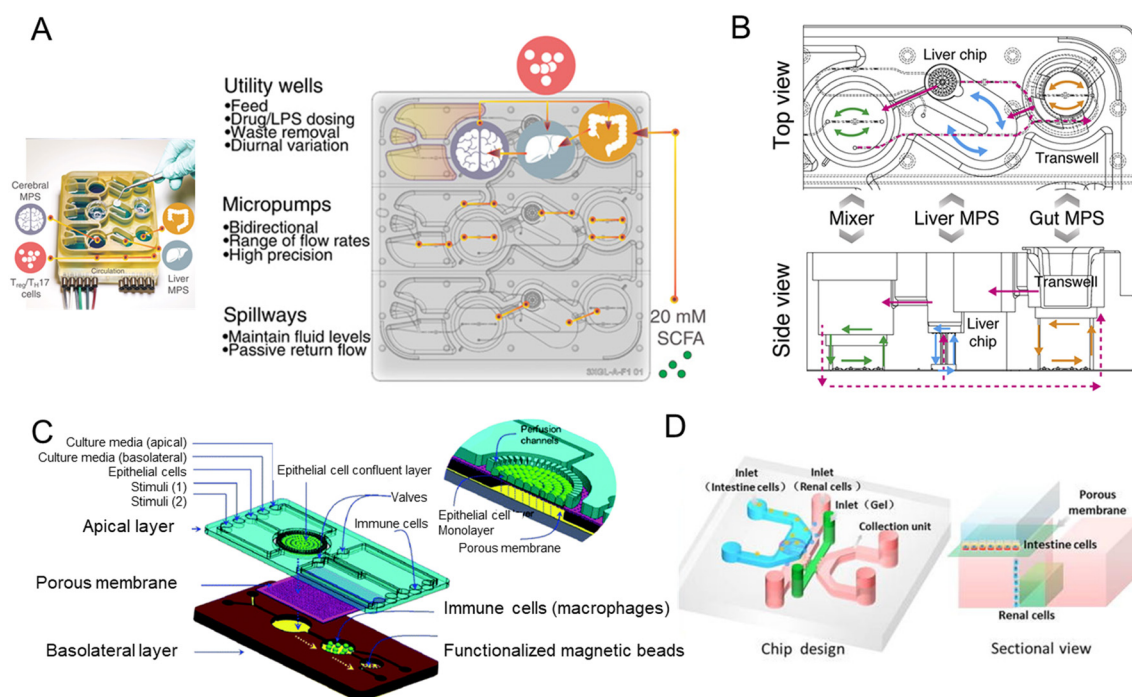 A
Utility wells
•Feed
•Drug/LPS dosing
•Waste removal
•Diurnal variation
Micropumps
•Bidirectional
•Range of flow rates
•High precision
Spillways
•Maintain fluid levels
•Passive return flow
Cerebral
MPS
Treg/TH17
cells
Circulation
Liver
MPS
20 mM
SCFA
B
Top view
Liver chip
Transwell
Mixer
Liver MPS
Gut MPS
Side view
Transwell
Liver
chip
C
Culture media (apical)
Culture media (basolateral)
Epithelial cells
Stimuli (1)
Stimuli (2)
Apical layer
Porous membrane
Basolateral layer
Epithelial cell confluent layer
Valves
Immune cells
Perfusion
channels
Epithelial cell
Monolayer
Porous membrane
Immune cells (macrophages)
Functionalized magnetic beads
D
Inlet
(Intestine cells)
Inlet
(Renal cells)
Inlet (Gel)
Collection unit
Chip design
Porous
membrane
Intestine cells
Renal cells
Sectional view